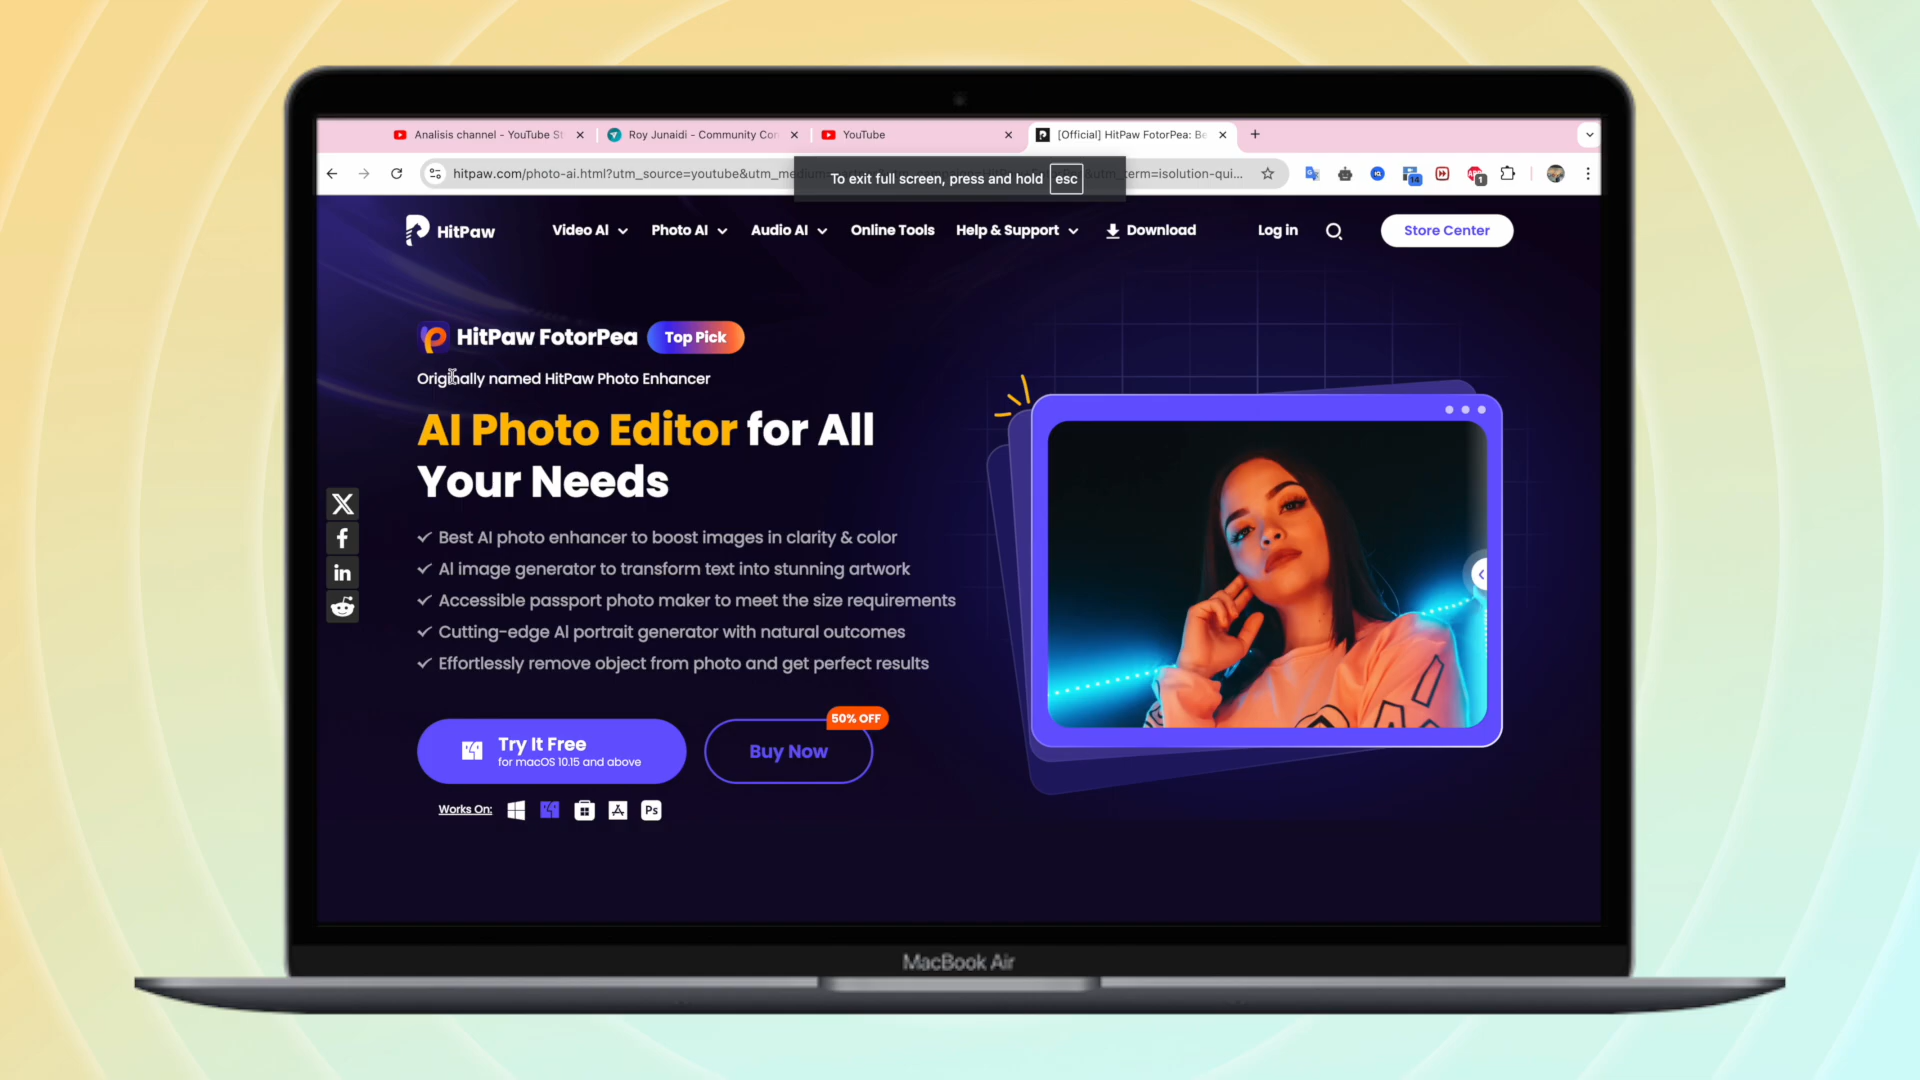 Analisis channel - YouTube St
Roy Junaidi - Community Con
YouTube
[Official] HitPaw FotorPea: Be
hitpaw.com/photo-ai.html?utm_source=youtube&utm_medium
utm_term=isolution-qui...
To exit full screen, press and hold esc
14
1
HitPaw
Video AI
Photo AI
Audio AI
Online Tools
Help & Support
Download
Log in
Store Center
HitPaw FotorPea
Top Pick
Originally named HitPaw Photo Enhancer
AI Photo Editor for All
Your Needs
Best AI photo enhancer to boost images in clarity & color
AI image generator to transform text into stunning artwork
Accessible passport photo maker to meet the size requirements
Cutting-edge AI portrait generator with natural outcomes
Effortlessly remove object from photo and get perfect results
50% OFF
Try It Free
for macOS 10.15 and above
Buy Now
Works On:
Ps
MacBook Air